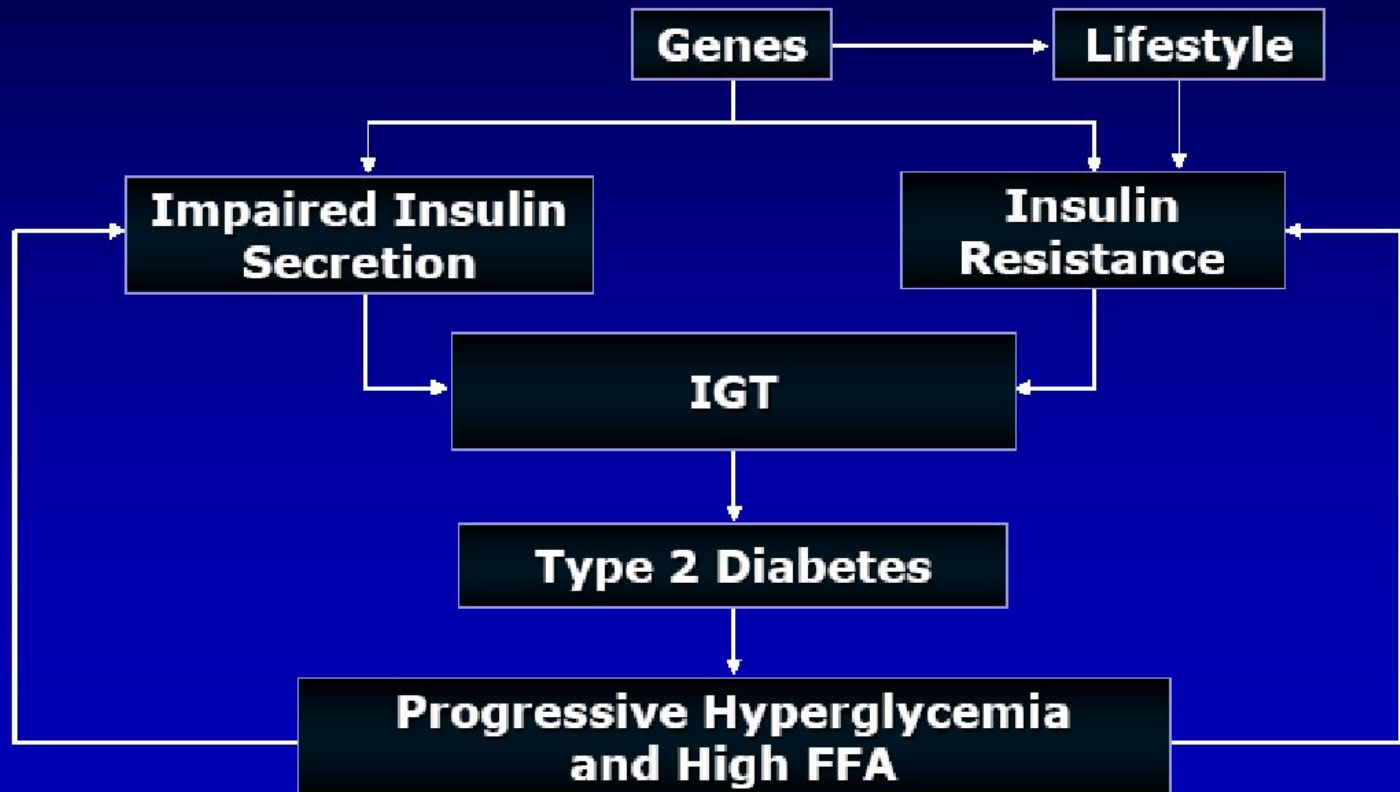 Genes
Lifestyle
Impaired Insulin
Secretion
Insulin
Resistance
IGT
Type 2 Diabetes
Progressive Hyperglycemia
and High FFA